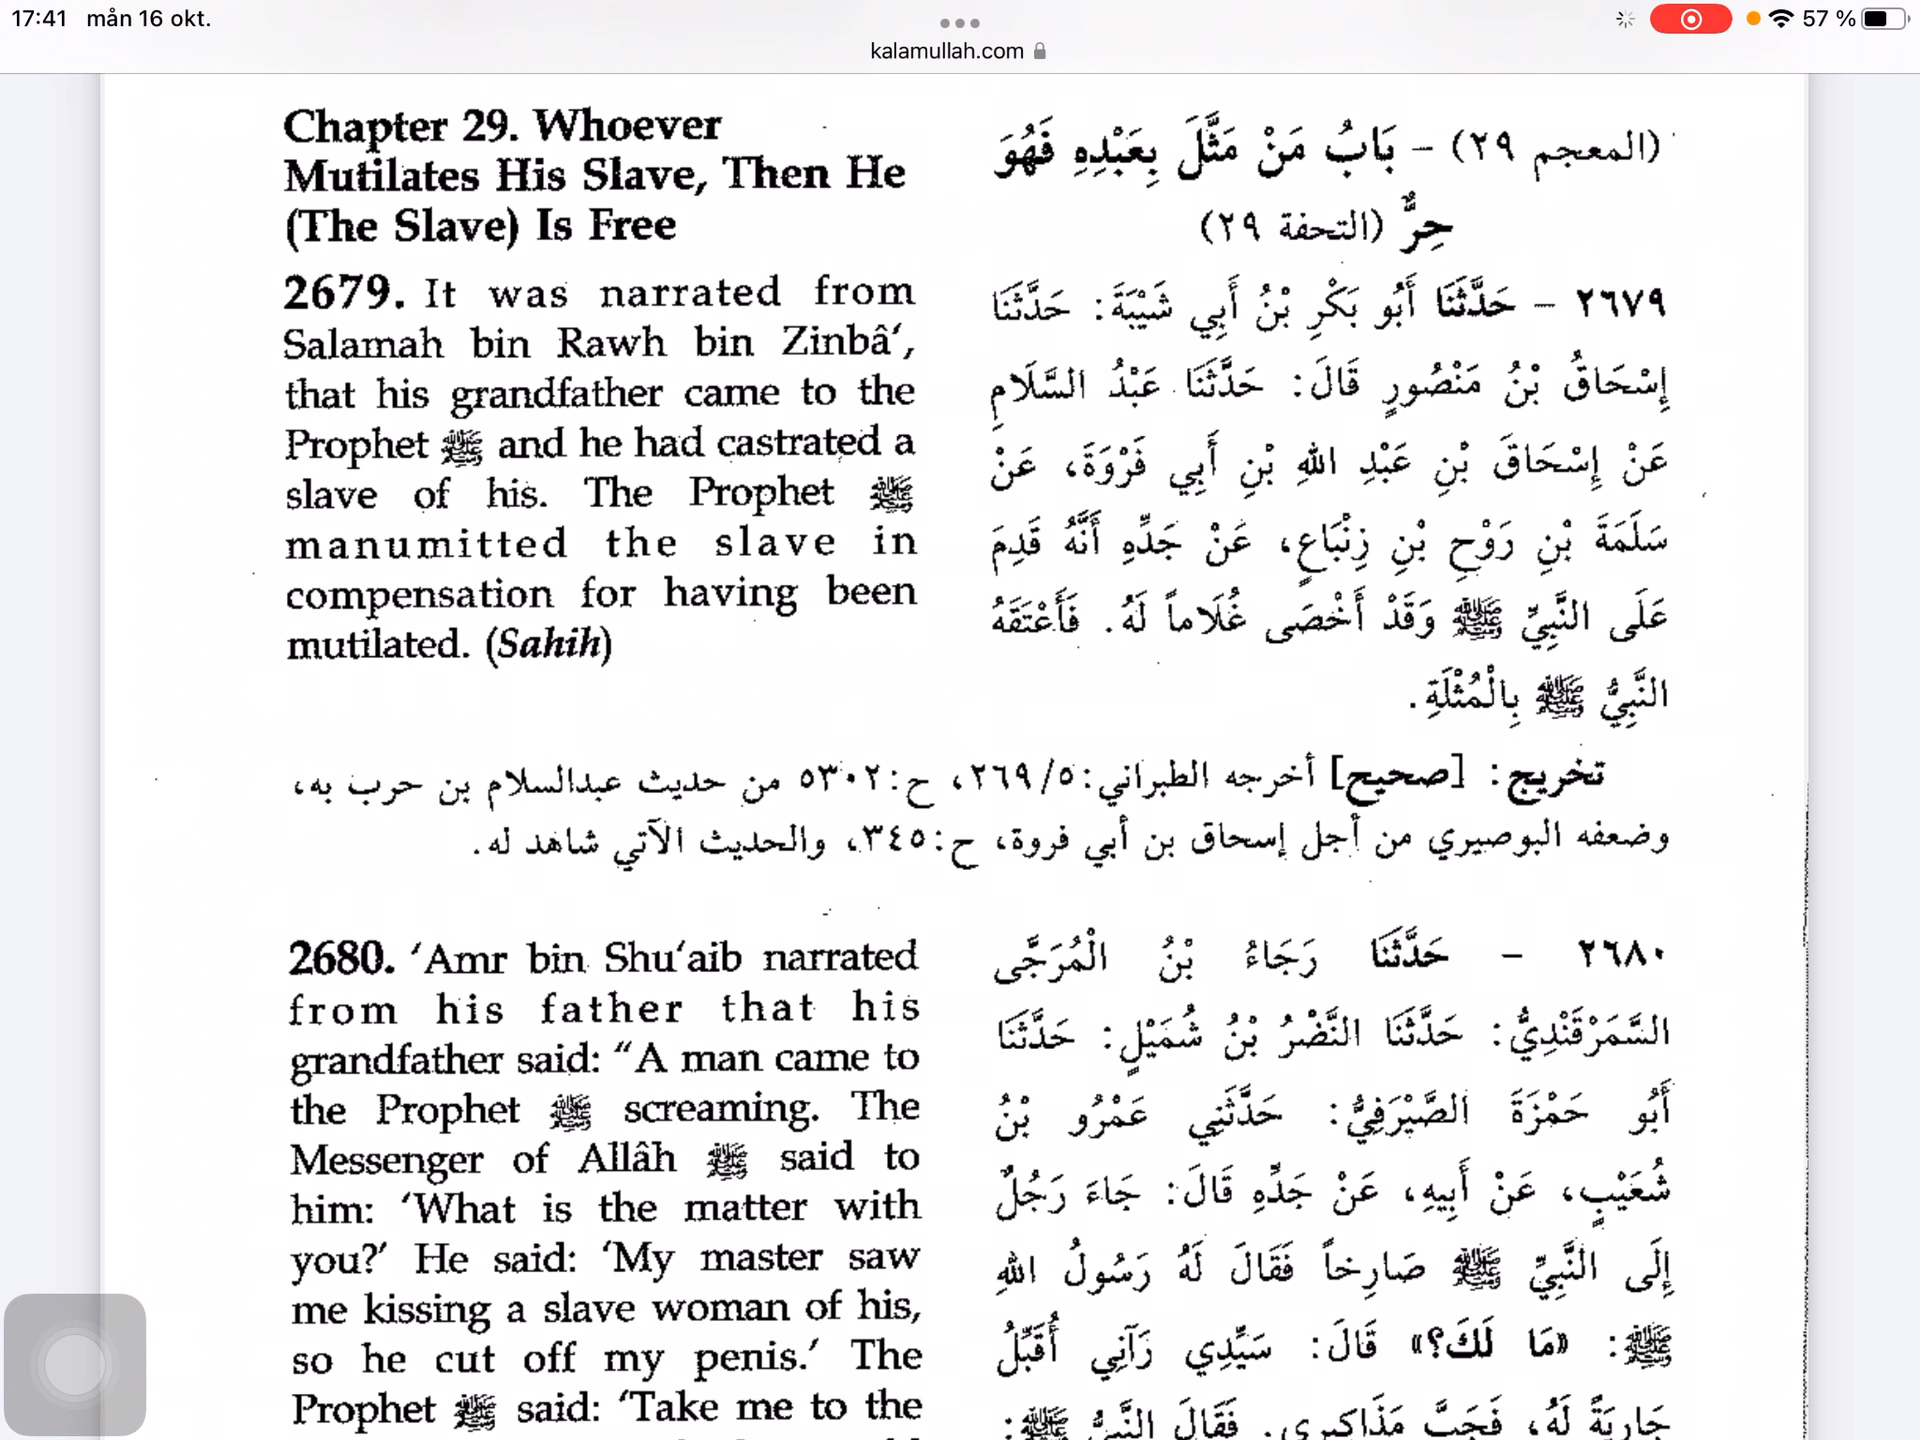 17:41 mån 16 okt.
57 %
kalamullah.com
Chapter 29. Whoever
Mutilates His Slave, Then He
(The Slave) Is Free
2679. It was narrated from
Salamah bin Rawh bin Zinbâ‘,
that his grandfather came to the
Prophet ﷺ and he had castrated a
slave of his. The Prophet ﷺ
manumitted the slave in
compensation for having been
mutilated. (Sahih)
(المعجم ٢٩) - بَابُ مَنْ مَثَّلَ بِعَبْدِهِ فَهُوَ
حِرٌّ (التحفة ٢٩)
٢٦٧٩ - حَدَّثَنَا أَبُو بَكْرِ بْنُ أَبِي شَيْبَةَ: حَدَّثَنَا
إِسْحَاقُ بْنُ مَنْصُورٍ قَالَ: حَدَّثَنَا عَبْدُ السَّلَامِ
عَنْ إِسْحَاقَ بْنِ عَبْدِ اللهِ بْنِ أَبِي فَرْوَةَ، عَنْ
سَلَمَةَ بْنِ رَوْحِ بْنِ زِنْبَاعٍ، عَنْ جَدِّهِ أَنَّهُ قَدِمَ
عَلَى النَّبِيِّ ﷺ وَقَدْ أَخْصَى غُلَاماً لَهُ. فَأَعْتَقَهُ
النَّبِيُّ ﷺ بِالْمُثْلَةِ.
تخريج: [صحيح] أخرجه الطبراني: ٥/ ٢٦٩، ح: ٥٣٠٢ من حديث عبدالسلام بن حرب به،
وضعفه البوصيري من أجل إسحاق بن أبي فروة، ح: ٣٤٥، والحديث الآتي شاهد له.
2680. ‘Amr bin Shu‘aib narrated
from his father that his
grandfather said: “A man came to
the Prophet ﷺ screaming. The
Messenger of Allâh ﷺ said to
him: ‘What is the matter with
you?’ He said: ‘My master saw
me kissing a slave woman of his,
so he cut off my penis.’ The
Prophet ﷺ said: ‘Take me to the
٢٦٨٠ - حَدَّثَنَا رَجَاءُ بْنُ الْمُرَجَّى
السَّمَرْقَنْدِيُّ: حَدَّثَنَا النَّضْرُ بْنُ شُمَيْلٍ: حَدَّثَنَا
أَبُو حَمْزَةَ الصَّيْرَفِيُّ: حَدَّثَنِي عَمْرُو بْنُ
شُعَيْبٍ، عَنْ أَبِيهِ، عَنْ جَدِّهِ قَالَ: جَاءَ رَجُلٌ
إِلَى النَّبِيِّ ﷺ صَارِخاً فَقَالَ لَهُ رَسُولُ اللهِ
ﷺ: «مَا لَكَ؟» قَالَ: سَيِّدِي رَآنِي أُقَبِّلُ
جَارِيَةً لَهُ، فَجَبَّ مَذَاكِيرِي. فَقَالَ النَّبِيُّ ﷺ: